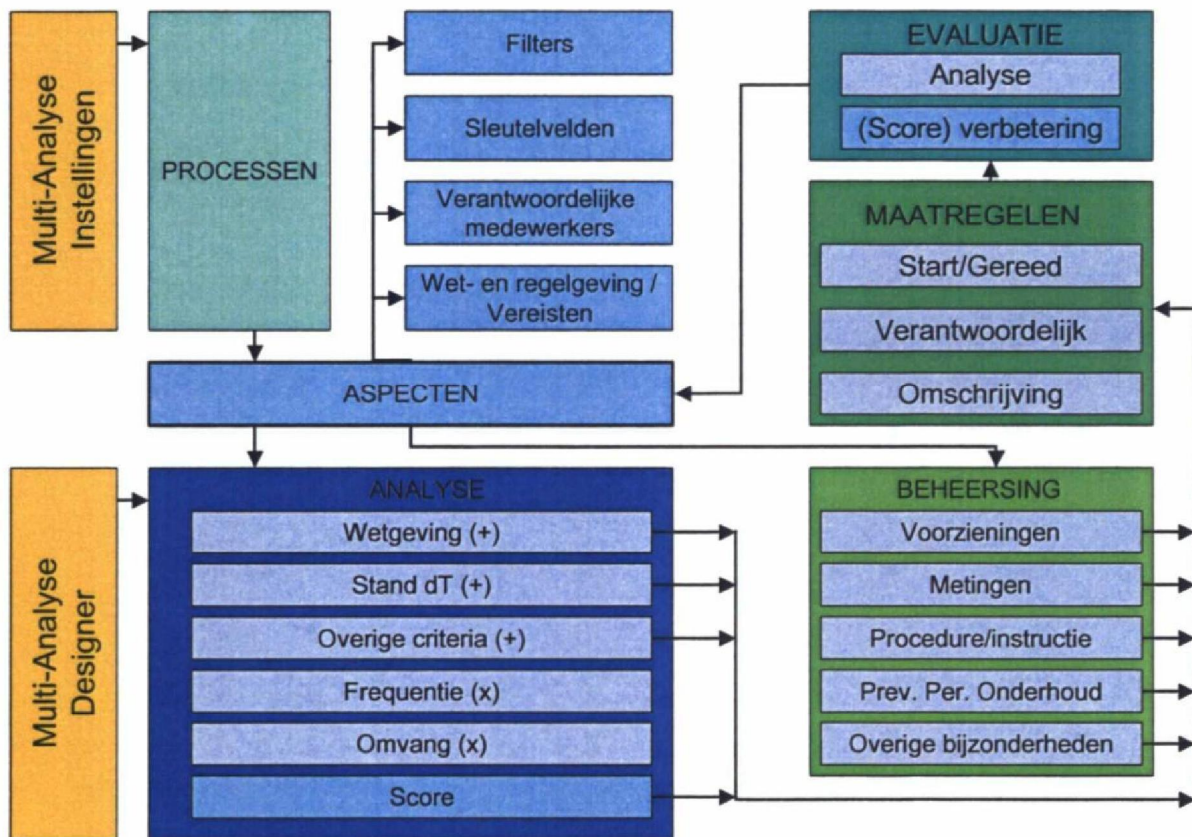 Multi-Analyse
Instellingen
PROCESSEN
Filters
Sleutelvelden
Verantwoordelijke
medewerkers
Wet- en regelgeving /
Vereisten
EVALUATIE
Analyse
(Score) verbetering
MAATREGELEN
Start/Gereed
Verantwoordelijk
Omschrijving
ASPECTEN
Multi-Analyse
Designer
ANALYSE
Wetgeving (+)
Stand dT (+)
Overige criteria (+)
Frequentie (x)
Omvang (x)
Score
BEHEERSING
Voorzieningen
Metingen
Procedure/instructie
Prev. Per. Onderhoud
Overige bijzonderheden